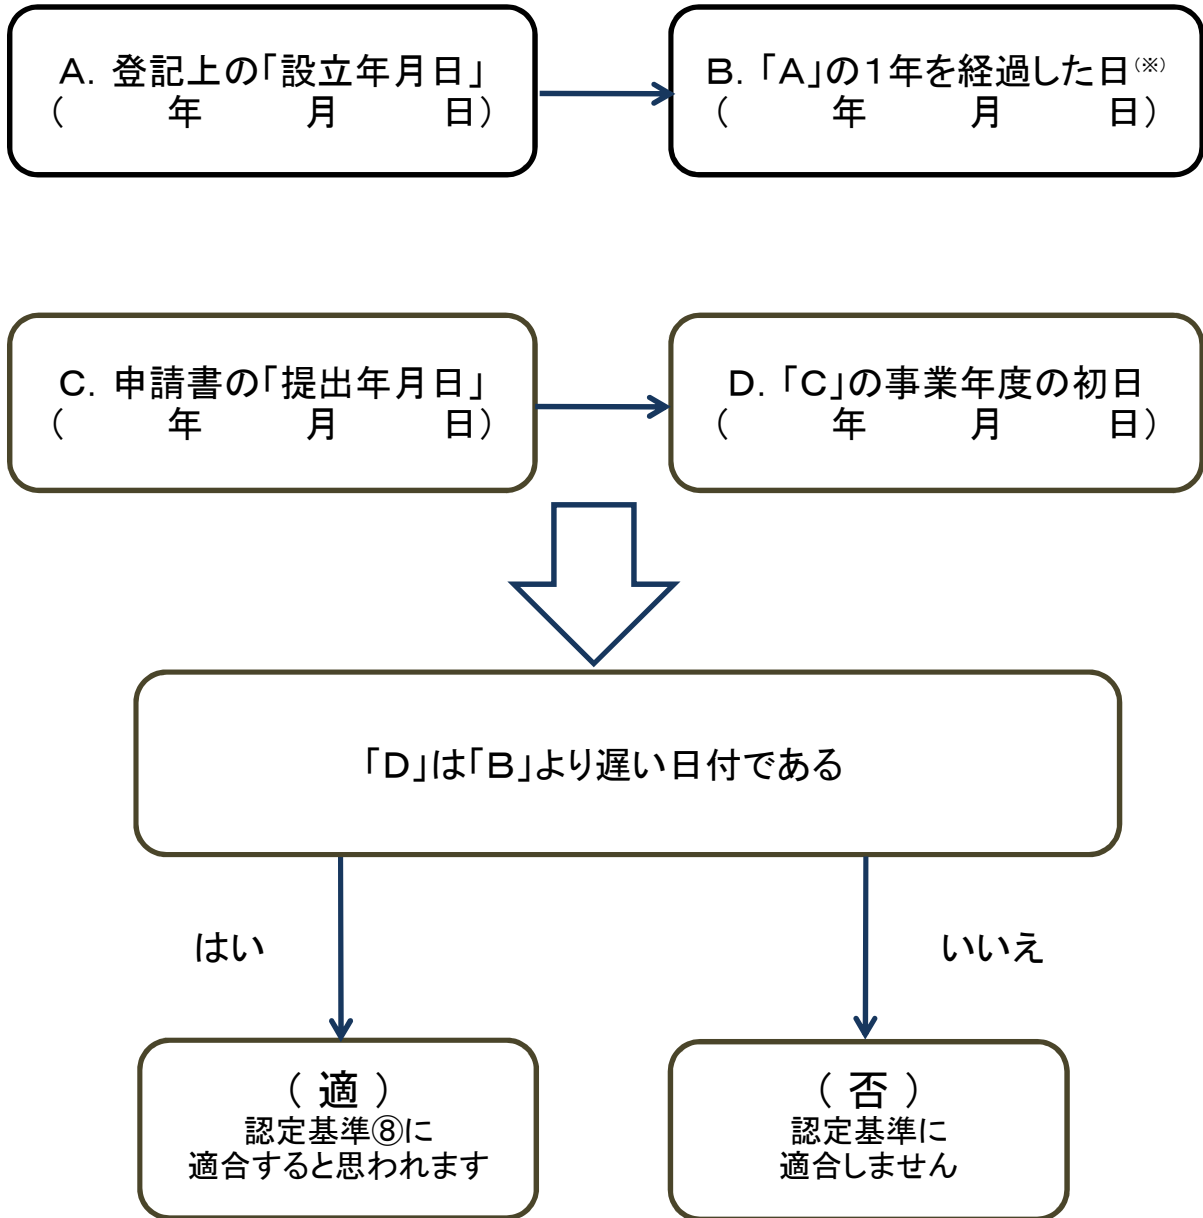 A. 登記上の「設立年月日」
(　　　年　　　月　　　日)
B. 「A」の１年を経過した日(※)
(　　　年　　　月　　　日)
C. 申請書の「提出年月日」
(　　　年　　　月　　　日)
D. 「C」の事業年度の初日
(　　　年　　　月　　　日)
「D」は「B」より遅い日付である
はい
いいえ
( 適 )
認定基準⑧に
適合すると思われます
( 否 )
認定基準に
適合しません